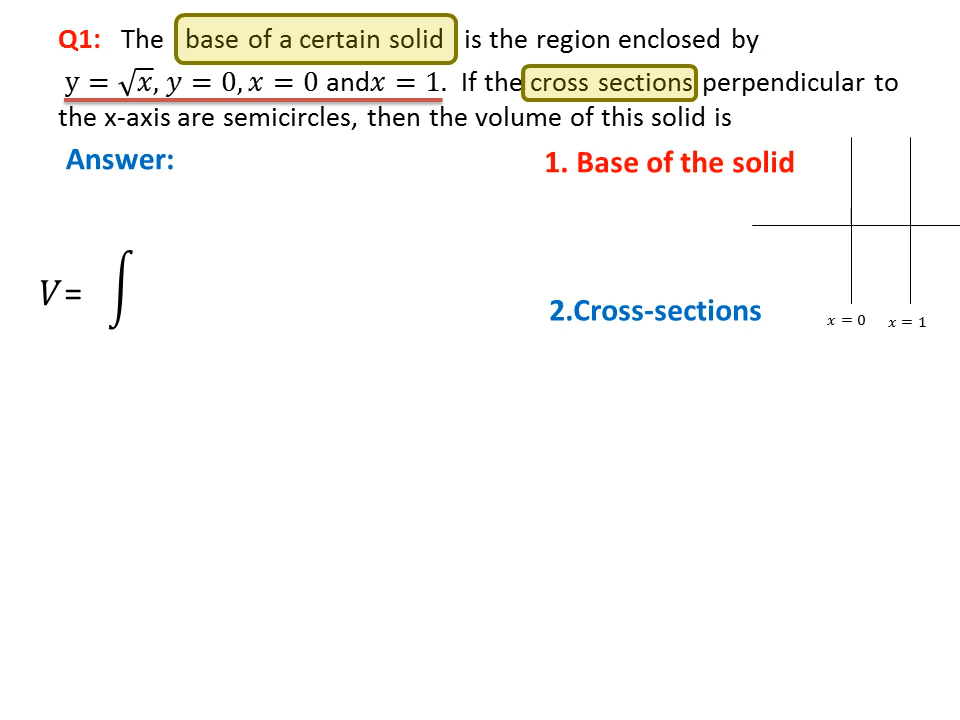 Q1: The base of a certain solid is the region enclosed by
y = √x, y = 0, x = 0 andx = 1. If the cross sections perpendicular to
the x-axis are semicircles, then the volume of this solid is
Answer:
1. Base of the solid
V = ∫
2.Cross-sections
x = 0 x = 1